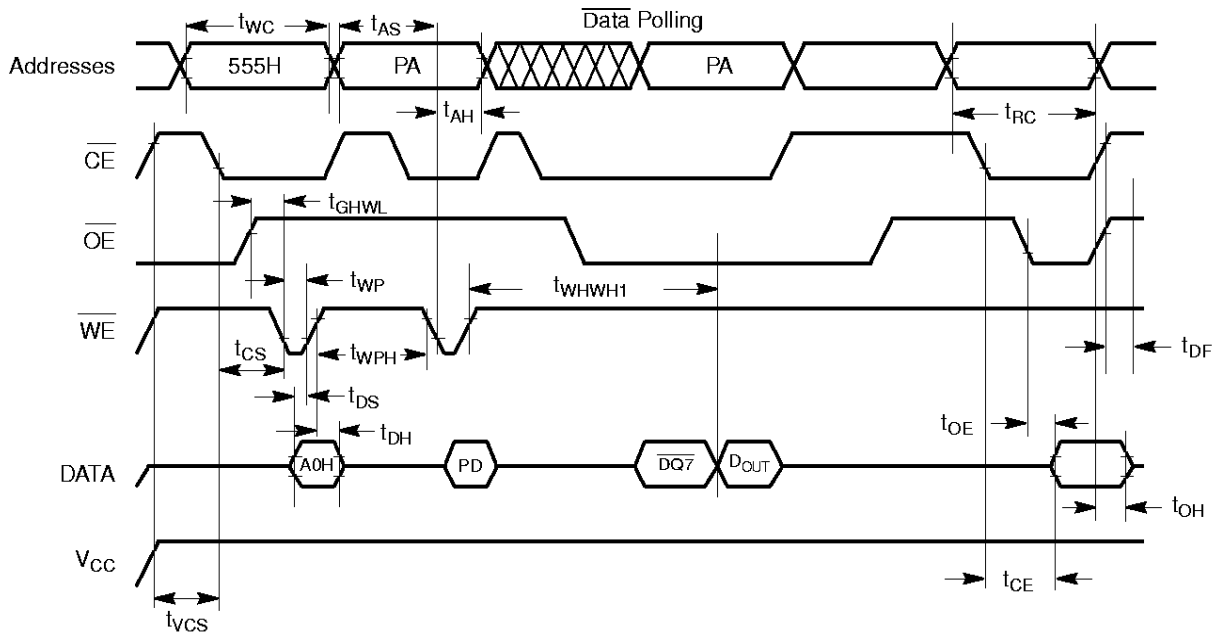 tWC
tAS
Data Polling
Addresses
555H
PA
PA
tAH
tRC
CE
tGHWL
OE
tWP
tWHWH1
WE
tCS
tWPH
tDF
tDS
tOE
tDH
DATA
A0H
PD
DQ7
DOUT
tOH
VCC
tCE
tVCS